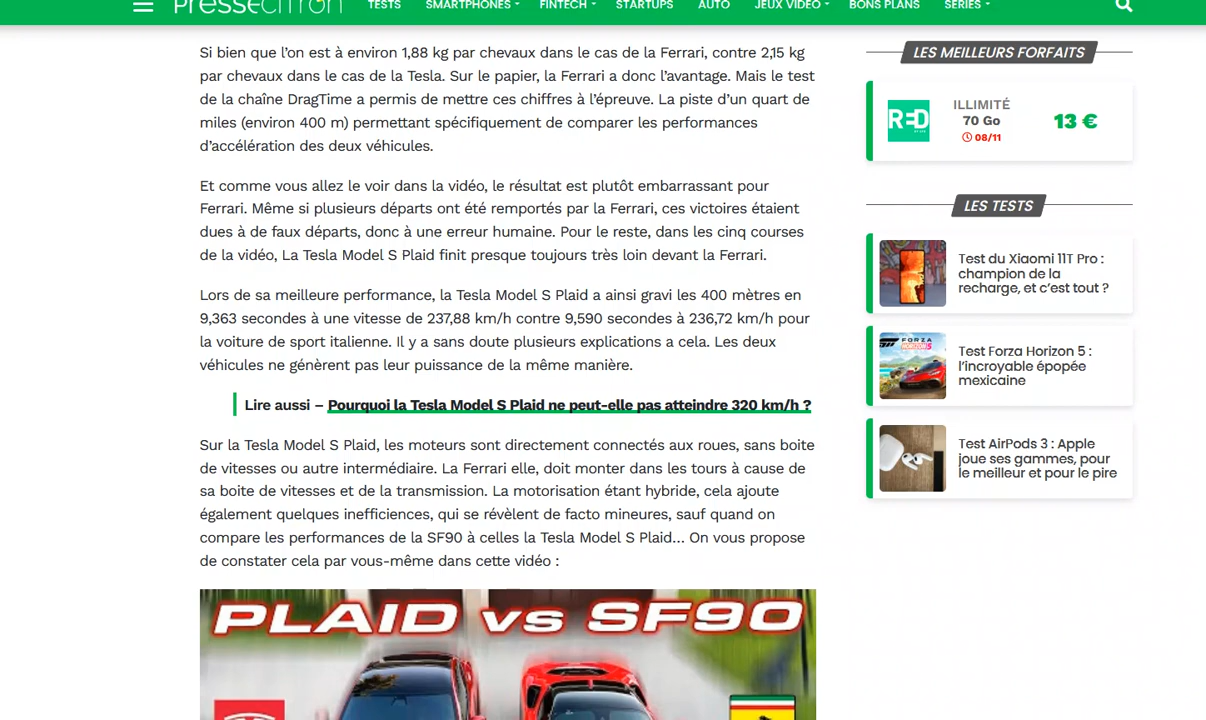 PRESSECITRON
TESTS SMARTPHONES FINTECH STARTUPS AUTO JEUX VIDÉO BONS PLANS SÉRIES
Si bien que l’on est à environ 1,88 kg par chevaux dans le cas de la Ferrari, contre 2,15 kg
par chevaux dans le cas de la Tesla. Sur le papier, la Ferrari a donc l’avantage. Mais le test
de la chaîne DragTime a permis de mettre ces chiffres à l’épreuve. La piste d’un quart de
miles (environ 400 m) permettant spécifiquement de comparer les performances
d’accélération des deux véhicules.
Et comme vous allez le voir dans la vidéo, le résultat est plutôt embarrassant pour
Ferrari. Même si plusieurs départs ont été remportés par la Ferrari, ces victoires étaient
dues à de faux départs, donc à une erreur humaine. Pour le reste, dans les cinq courses
de la vidéo, La Tesla Model S Plaid finit presque toujours très loin devant la Ferrari.
Lors de sa meilleure performance, la Tesla Model S Plaid a ainsi gravi les 400 mètres en
9,363 secondes à une vitesse de 237,88 km/h contre 9,590 secondes à 236,72 km/h pour
la voiture de sport italienne. Il y a sans doute plusieurs explications a cela. Les deux
véhicules ne génèrent pas leur puissance de la même manière.
Lire aussi – Pourquoi la Tesla Model S Plaid ne peut-elle pas atteindre 320 km/h ?
Sur la Tesla Model S Plaid, les moteurs sont directement connectés aux roues, sans boite
de vitesses ou autre intermédiaire. La Ferrari elle, doit monter dans les tours à cause de
sa boite de vitesses et de la transmission. La motorisation étant hybride, cela ajoute
également quelques inefficiences, qui se révèlent de facto mineures, sauf quand on
compare les performances de la SF90 à celles la Tesla Model S Plaid… On vous propose
de constater cela par vous-même dans cette vidéo :
PLAID vs SF90
LES MEILLEURS FORFAITS
RED
ILLIMITÉ
70 Go
08/11
13 €
LES TESTS
Test du Xiaomi 11T Pro :
champion de la
recharge, et c’est tout ?
FORZA
HORIZON 5
Test Forza Horizon 5 :
l’incroyable épopée
mexicaine
Test AirPods 3 : Apple
joue ses gammes, pour
le meilleur et pour le pire